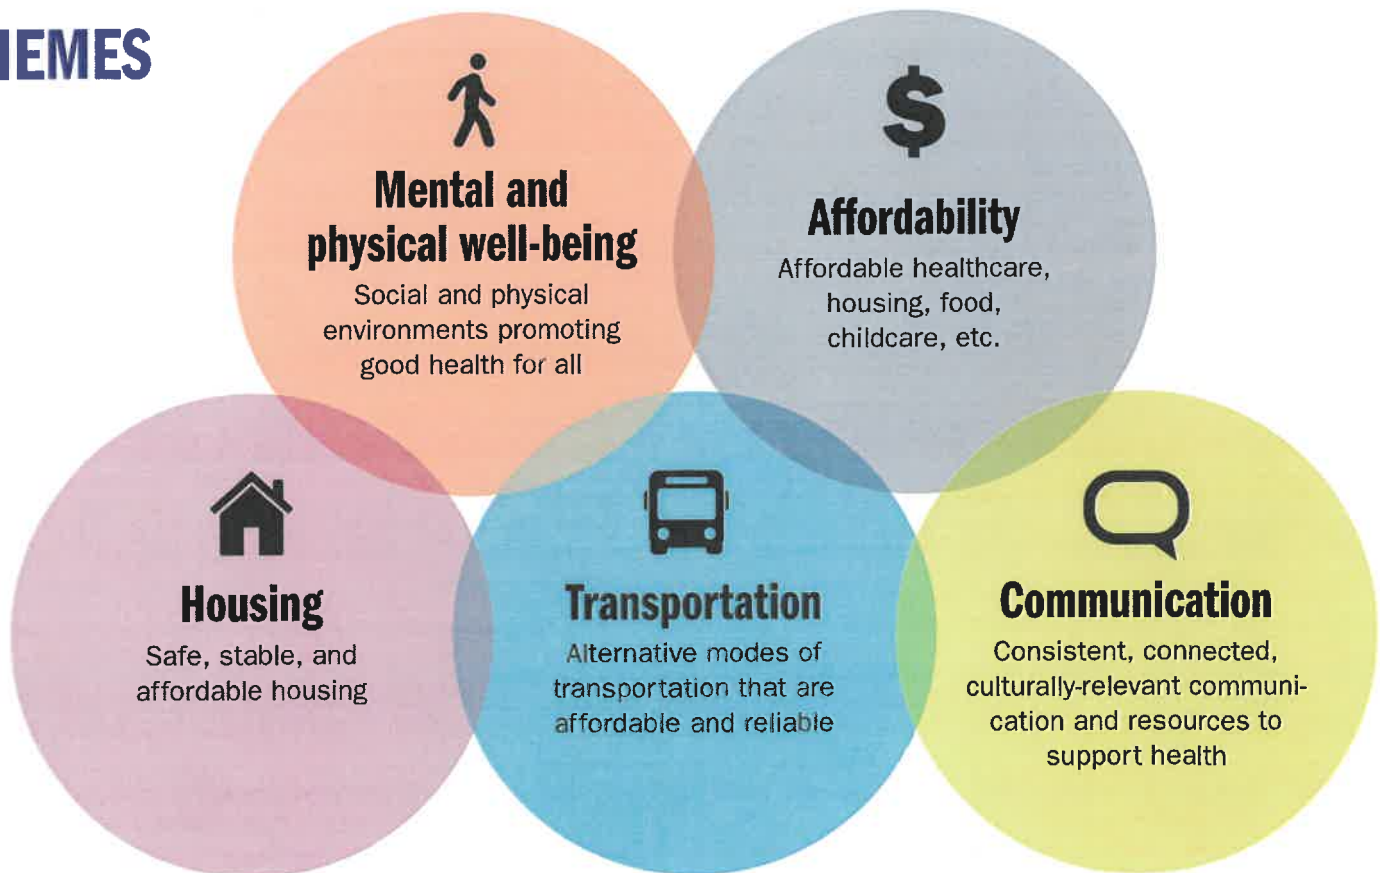 HEMES
Mental and
physical well-being
Social and physical
environments promoting
good health for all
$
Affordability
Affordable healthcare,
housing, food,
childcare, etc.
Housing
Safe, stable, and
affordable housing
Transportation
Alternative modes of
transportation that are
affordable and reliable
Communication
Consistent, connected,
culturally-relevant communi-
cation and resources to
support health